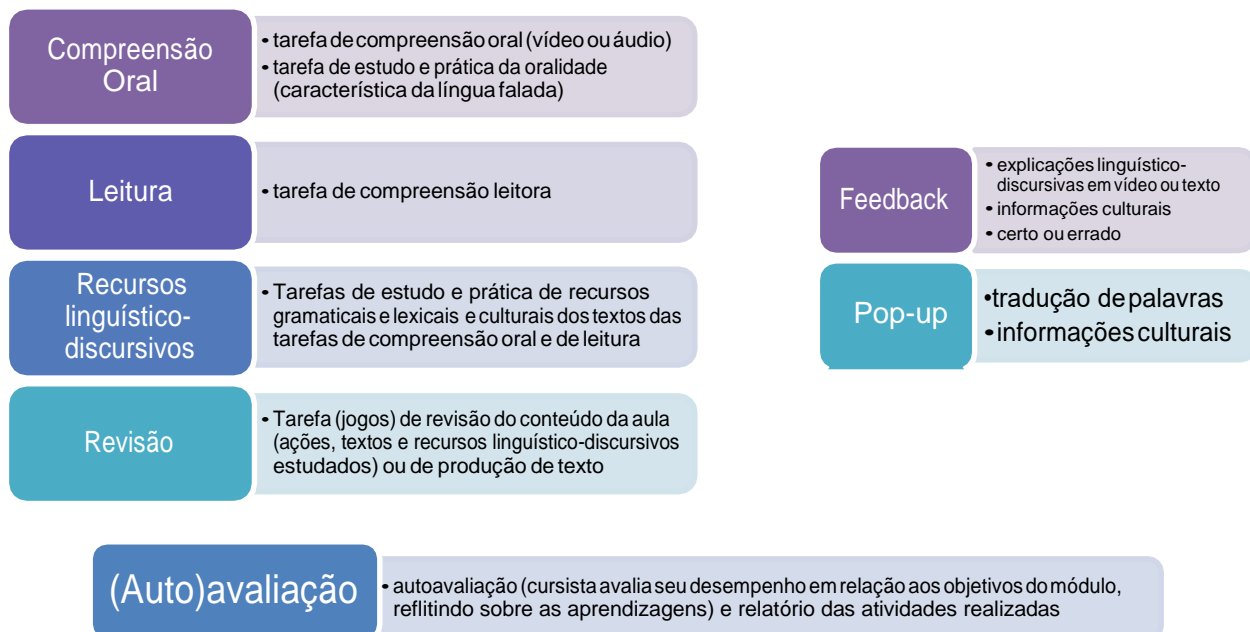 Compreensão
Oral
• tarefa de compreensão oral (vídeo ou áudio)
• tarefa de estudo e prática da oralidade
(característica da língua falada)
Leitura
• tarefa de compreensão leitora
Recursos
linguístico-
discursivos
• Tarefas de estudo e prática de recursos
gramaticais e lexicais e culturais dos textos das
tarefas de compreensão oral e de leitura
Revisão
• Tarefa (jogos) de revisão do conteúdo da aula
(ações, textos e recursos linguístico-discursivos
estudados) ou de produção de texto
Feedback
• explicações linguístico-
discursivas em vídeo ou texto
• informações culturais
• certo ou errado
Pop-up
•tradução de palavras
•informações culturais
(Auto)avaliação
• autoavaliação (cursista avalia seu desempenho em relação aos objetivos do módulo,
reflitindo sobre as aprendizagens) e relatório das atividades realizadas